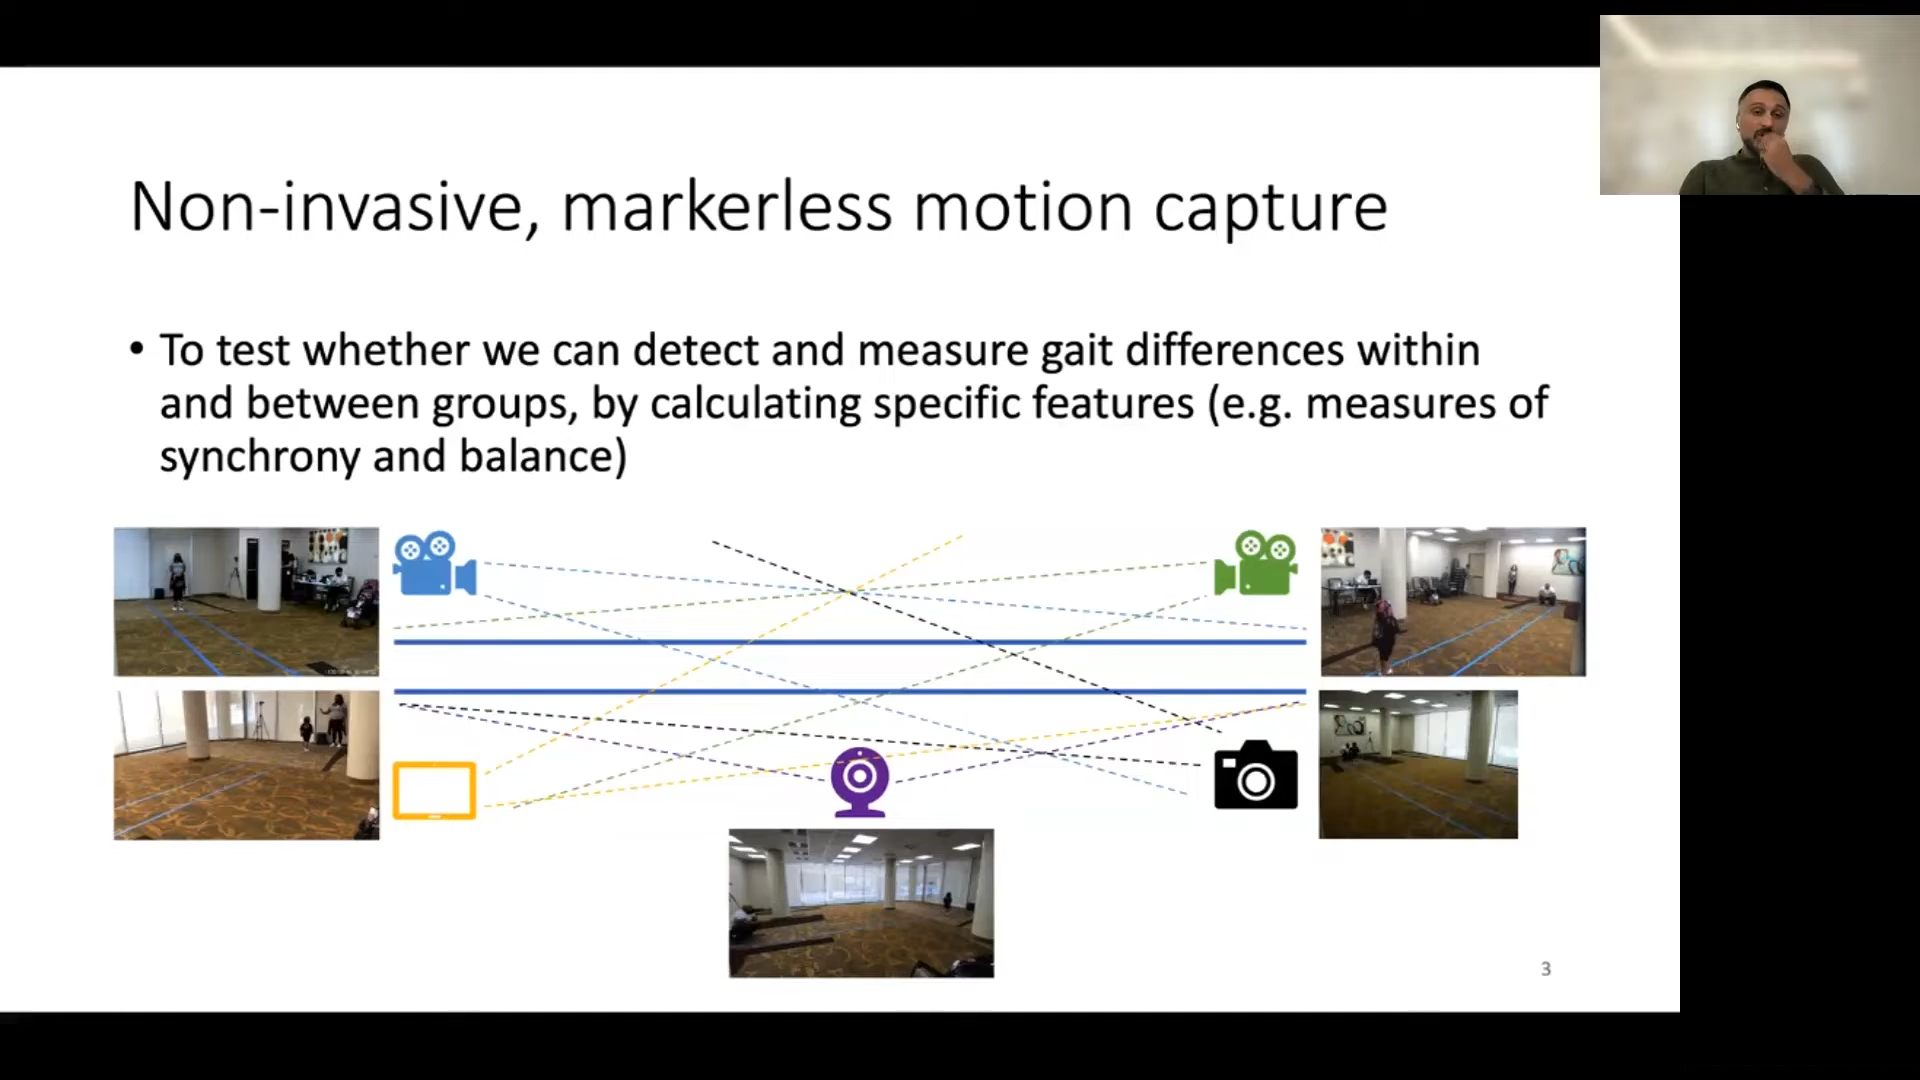 Non-invasive, markerless motion capture
• To test whether we can detect and measure gait differences within
and between groups, by calculating specific features (e.g. measures of
synchrony and balance)
3